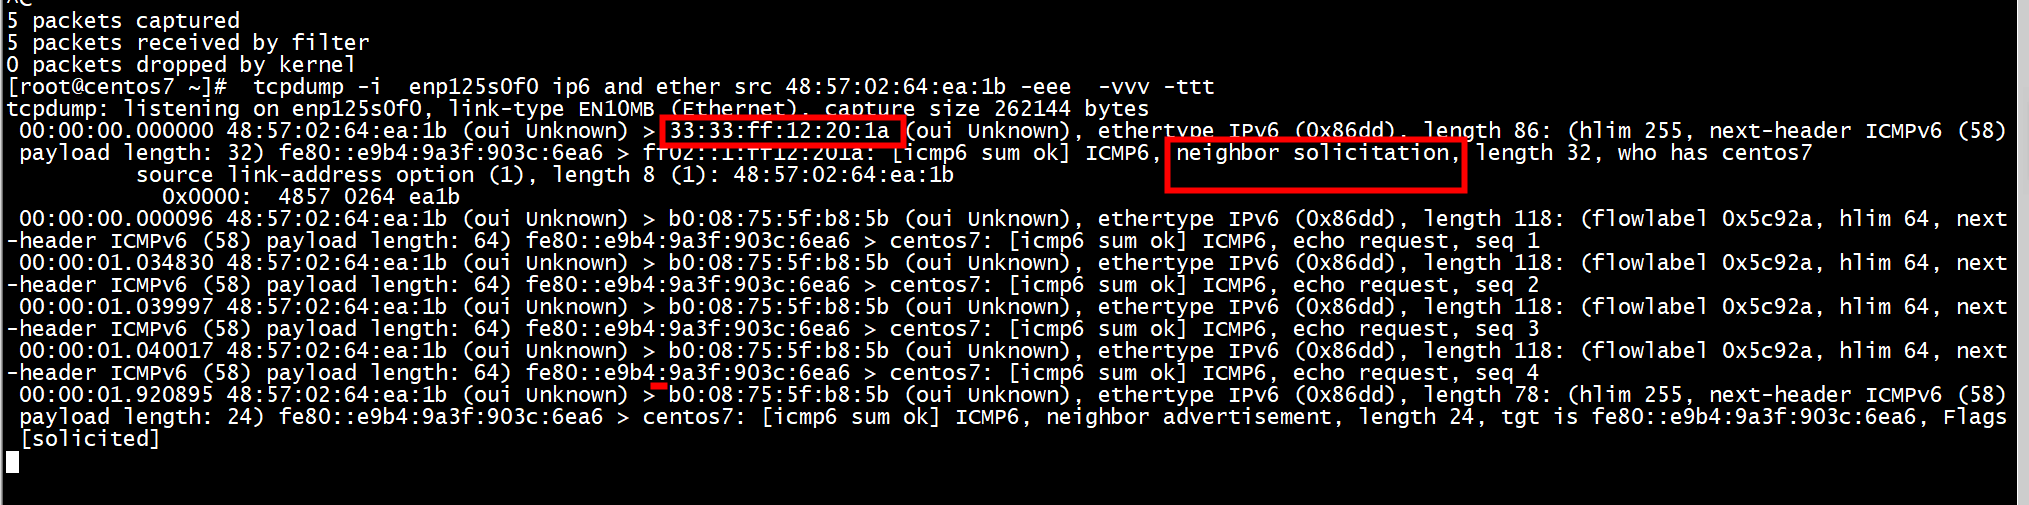 ^C
5 packets captured
5 packets received by filter
0 packets dropped by kernel
[root@centos7 ~]#  tcpdump -i  enp125s0f0 ip6 and ether src 48:57:02:64:ea:1b -eee  -vvv -ttt
tcpdump: listening on enp125s0f0, link-type EN10MB (Ethernet), capture size 262144 bytes
 00:00:00.000000 48:57:02:64:ea:1b (oui Unknown) > 33:33:ff:12:20:1a (oui Unknown), ethertype IPv6 (0x86dd), length 86: (hlim 255, next-header ICMPv6 (58)
 payload length: 32) fe80::e9b4:9a3f:903c:6ea6 > ff02::1:ff12:201a: [icmp6 sum ok] ICMP6, neighbor solicitation, length 32, who has centos7
          source link-address option (1), length 8 (1): 48:57:02:64:ea:1b
            0x0000:  4857 0264 ea1b
 00:00:00.000096 48:57:02:64:ea:1b (oui Unknown) > b0:08:75:5f:b8:5b (oui Unknown), ethertype IPv6 (0x86dd), length 118: (flowlabel 0x5c92a, hlim 64, next
-header ICMPv6 (58) payload length: 64) fe80::e9b4:9a3f:903c:6ea6 > centos7: [icmp6 sum ok] ICMP6, echo request, seq 1
 00:00:01.034830 48:57:02:64:ea:1b (oui Unknown) > b0:08:75:5f:b8:5b (oui Unknown), ethertype IPv6 (0x86dd), length 118: (flowlabel 0x5c92a, hlim 64, next
-header ICMPv6 (58) payload length: 64) fe80::e9b4:9a3f:903c:6ea6 > centos7: [icmp6 sum ok] ICMP6, echo request, seq 2
 00:00:01.039997 48:57:02:64:ea:1b (oui Unknown) > b0:08:75:5f:b8:5b (oui Unknown), ethertype IPv6 (0x86dd), length 118: (flowlabel 0x5c92a, hlim 64, next
-header ICMPv6 (58) payload length: 64) fe80::e9b4:9a3f:903c:6ea6 > centos7: [icmp6 sum ok] ICMP6, echo request, seq 3
 00:00:01.040017 48:57:02:64:ea:1b (oui Unknown) > b0:08:75:5f:b8:5b (oui Unknown), ethertype IPv6 (0x86dd), length 118: (flowlabel 0x5c92a, hlim 64, next
-header ICMPv6 (58) payload length: 64) fe80::e9b4:9a3f:903c:6ea6 > centos7: [icmp6 sum ok] ICMP6, echo request, seq 4
 00:00:01.920895 48:57:02:64:ea:1b (oui Unknown) > b0:08:75:5f:b8:5b (oui Unknown), ethertype IPv6 (0x86dd), length 78: (hlim 255, next-header ICMPv6 (58)
 payload length: 24) fe80::e9b4:9a3f:903c:6ea6 > centos7: [icmp6 sum ok] ICMP6, neighbor advertisement, length 24, tgt is fe80::e9b4:9a3f:903c:6ea6, Flags
 [solicited]